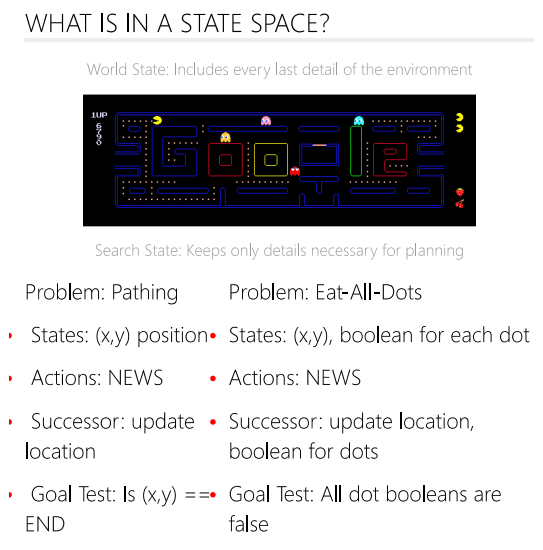 WHAT IS IN A STATE SPACE?
World State: Includes every last detail of the environment
1UP
6790
Search State: Keeps only details necessary for planning
Problem: Pathing
• States: (x,y) position
• Actions: NEWS
• Successor: update
location
• Goal Test: Is (x,y) ==
END
Problem: Eat-All-Dots
• States: (x,y), boolean for each dot
• Actions: NEWS
• Successor: update location,
boolean for dots
• Goal Test: All dot booleans are
false